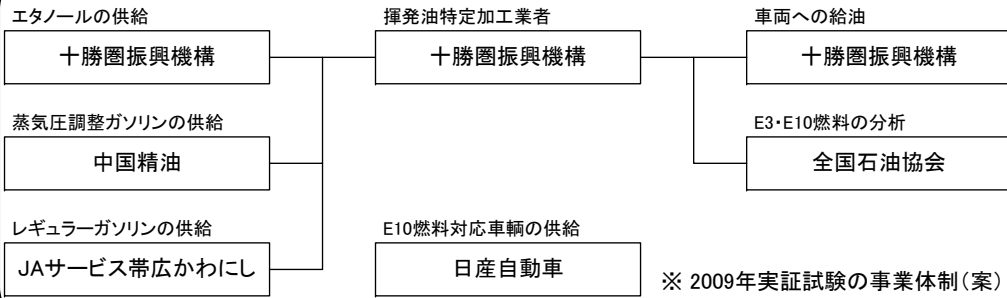 エタノールの供給
十勝圏振興機構
揮発油特定加工業者
十勝圏振興機構
車両への給油
十勝圏振興機構
蒸気圧調整ガソリンの供給
中国精油
E3・E10燃料の分析
全国石油協会
レギュラーガソリンの供給
JAサービス帯広かわにし
E10燃料対応車輌の供給
日産自動車
※ 2009年実証試験の事業体制(案)